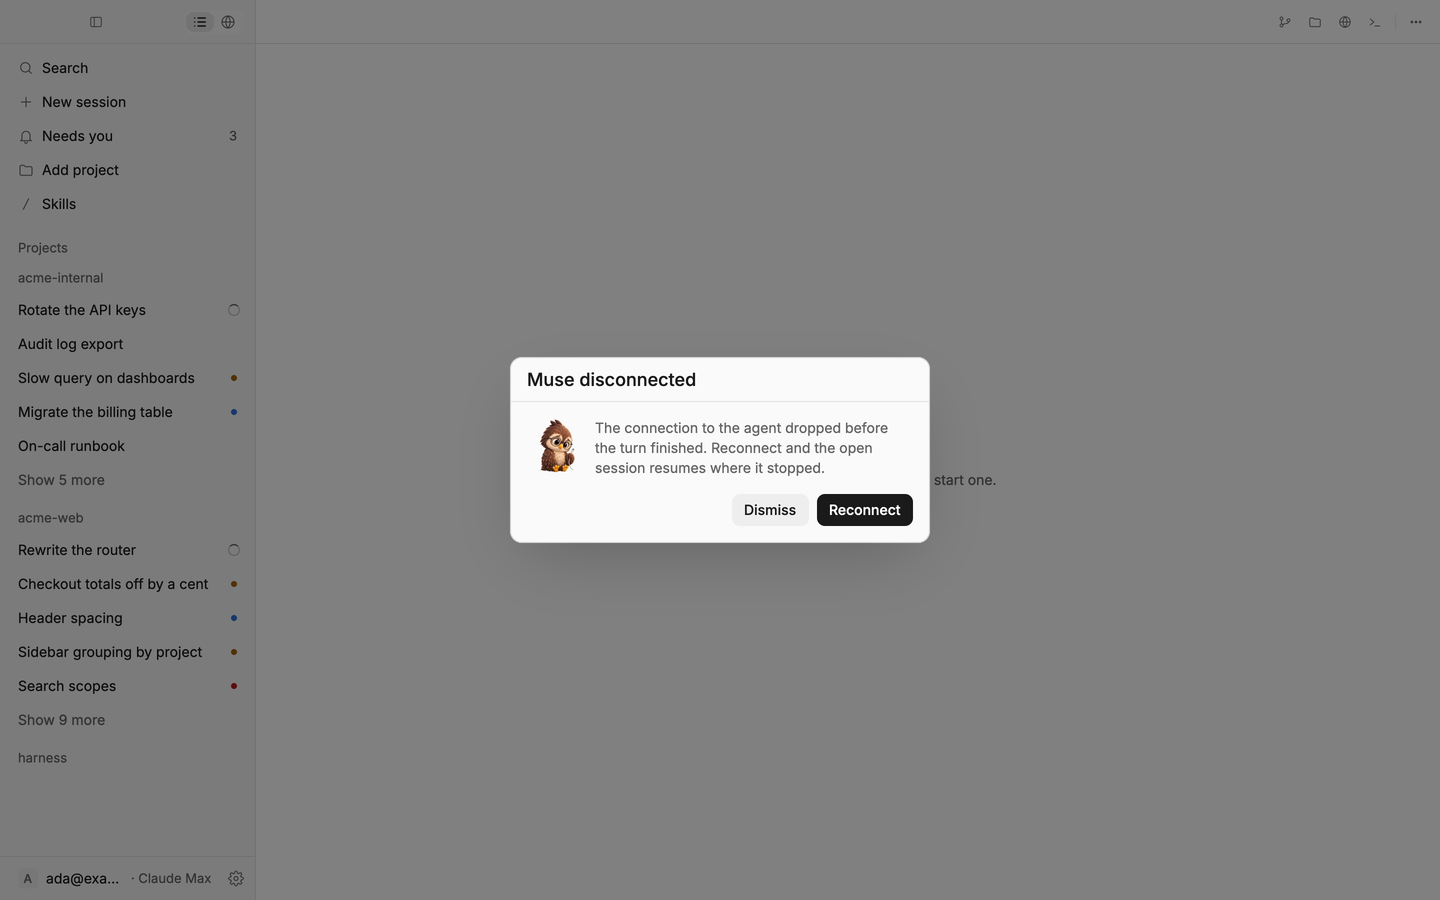 Search
New session
Needs you 3
Add project
Skills
Projects
acme-internal
Rotate the API keys
Audit log export
Slow query on dashboards
Migrate the billing table
On-call runbook
Show 5 more
acme-web
Rewrite the router
Checkout totals off by a cent
Header spacing
Sidebar grouping by project
Search scopes
Show 9 more
harness
A ada@exa... · Claude Max
Muse disconnected
The connection to the agent dropped before
the turn finished. Reconnect and the open
session resumes where it stopped.
Dismiss Reconnect
start one.